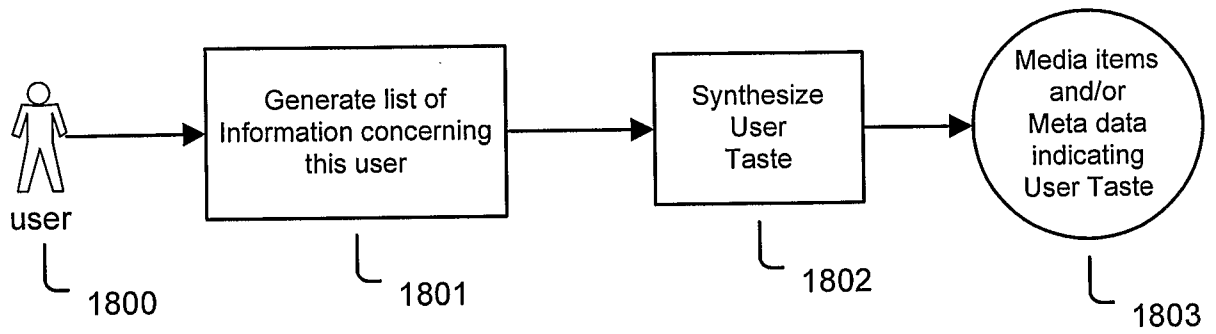 user
1800
Generate list of
Information concerning
this user
1801
Synthesize
User
Taste
1802
Media items
and/or
Meta data
indicating
User Taste
1803